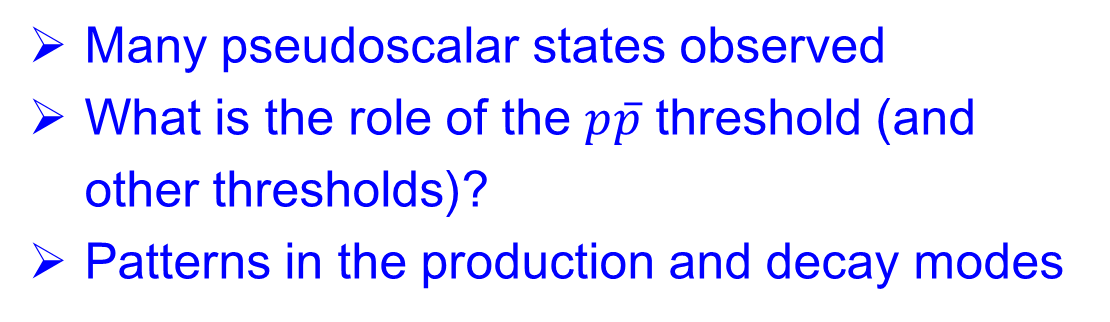 ➢ Many pseudoscalar states observed
➢ What is the role of the pp̄ threshold (and
other thresholds)?
➢ Patterns in the production and decay modes